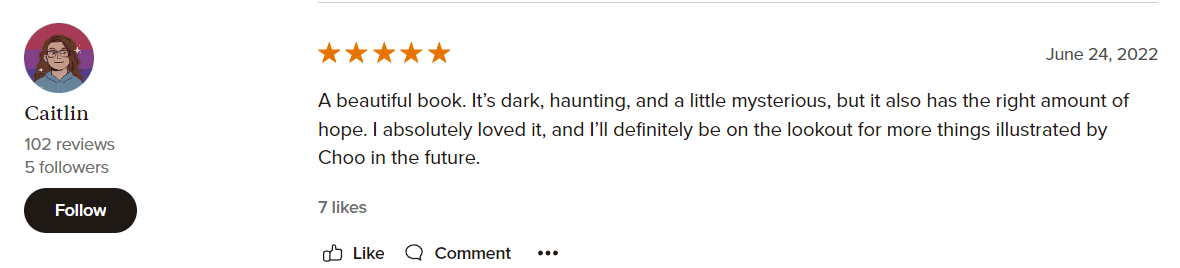 June 24, 2022
Caitlin
102 reviews
5 followers
Follow
A beautiful book. It’s dark, haunting, and a little mysterious, but it also has the right amount of
hope. I absolutely loved it, and I’ll definitely be on the lookout for more things illustrated by
Choo in the future.
7 likes
Like
Comment